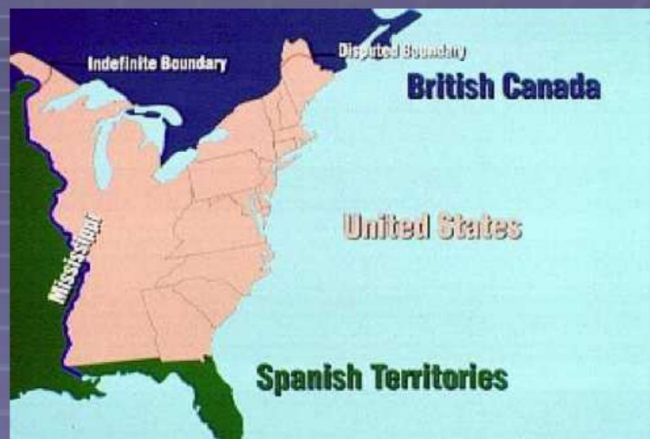 Indefinite Boundary
Disputed Boundary
British Canada
United States
Mississippi
Spanish Territories